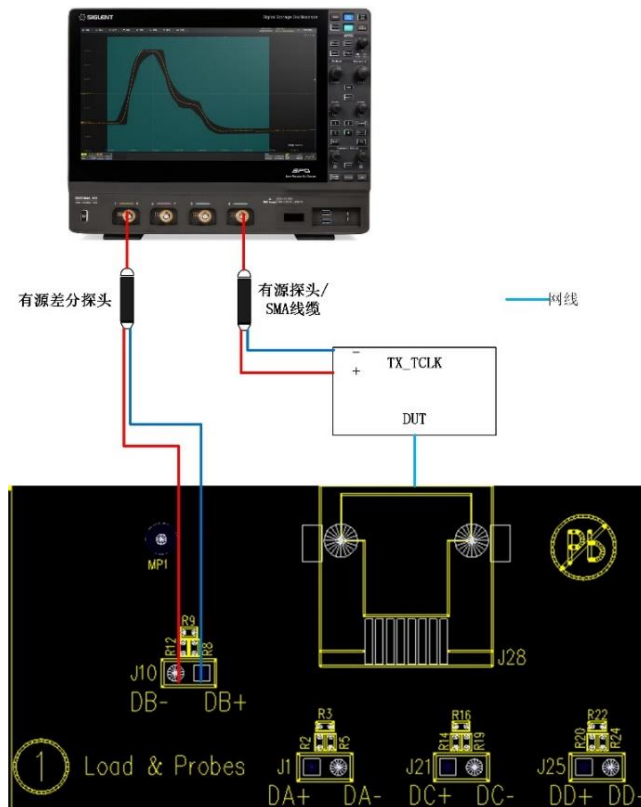 SIGLENT
有源差分探头
有源探头/
SMA线缆
网线
TX_TCLK
−
+
DUT
MP1
R9
R12
R8
J10
DB-
DB+
J28
Pb
1
Load & Probes
R3
R2
R5
J1
DA+
DA-
R16
R14
R19
J21
DC+
DC-
R22
R20
R24
J25
DD+
DD-